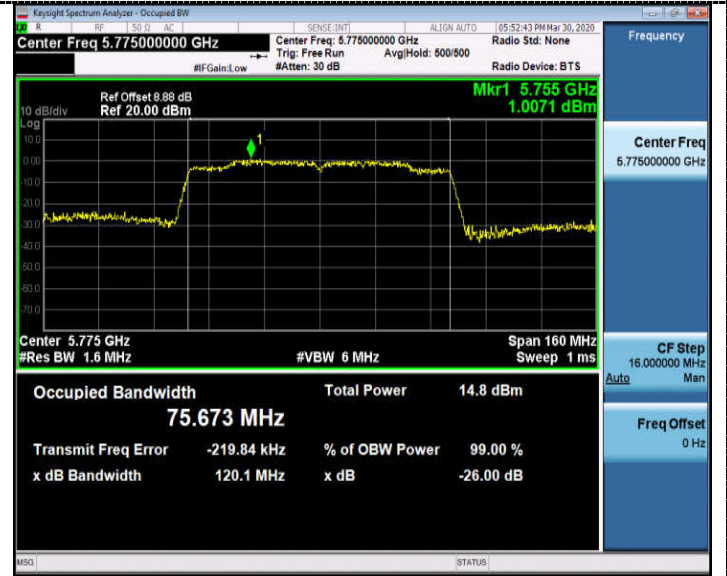 Keysight Spectrum Analyzer - Occupied BW
R RF 50 Ω AC SENSE:INT ALIGN AUTO 05:52:43 PM Mar 30, 2020
Center Freq 5.775000000 GHz
Center Freq: 5.775000000 GHz
Radio Std: None
Trig: Free Run Avg|Hold: 500/500
#IFGain:Low
#Atten: 30 dB
Radio Device: BTS
Frequency
Ref Offset 8.88 dB
10 dB/div Ref 20.00 dBm
Mkr1 5.755 GHz
1.0071 dBm
Log
10.0
0.00
-10.0
-20.0
-30.0
-40.0
-50.0
-60.0
-70.0
1
Center 5.775 GHz
Span 160 MHz
#Res BW 1.6 MHz
#VBW 6 MHz
Sweep 1 ms
Occupied Bandwidth
75.673 MHz
Total Power 14.8 dBm
Transmit Freq Error -219.84 kHz
% of OBW Power 99.00 %
x dB Bandwidth 120.1 MHz
x dB -26.00 dB
Center Freq
5.775000000 GHz
CF Step
16.000000 MHz
Auto Man
Freq Offset
0 Hz
MSG
STATUS